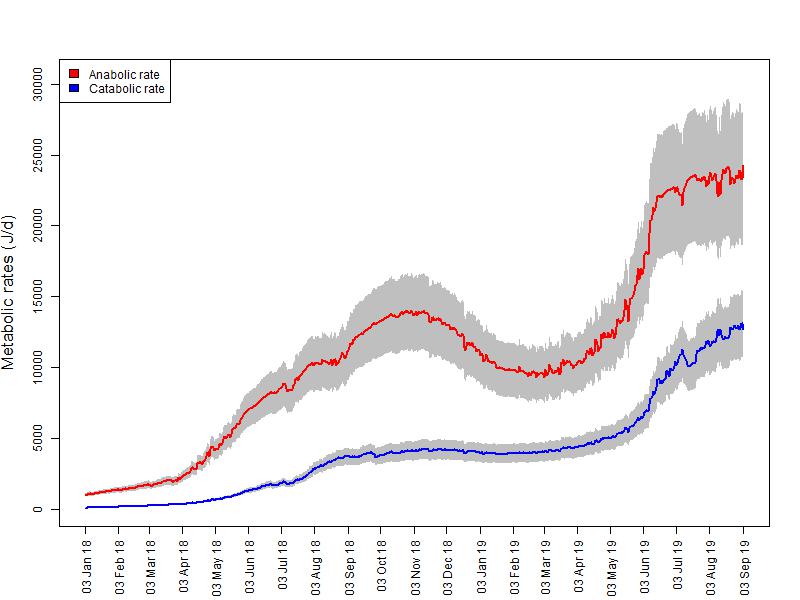 Anabolic rate
Catabolic rate
Metabolic rates (J/d)
30000
25000
20000
15000
10000
5000
0
03 Jan 18
03 Feb 18
03 Mar 18
03 Apr 18
03 May 18
03 Jun 18
03 Jul 18
03 Aug 18
03 Sep 18
03 Oct 18
03 Nov 18
03 Dec 18
03 Jan 19
03 Feb 19
03 Mar 19
03 Apr 19
03 May 19
03 Jun 19
03 Jul 19
03 Aug 19
03 Sep 19